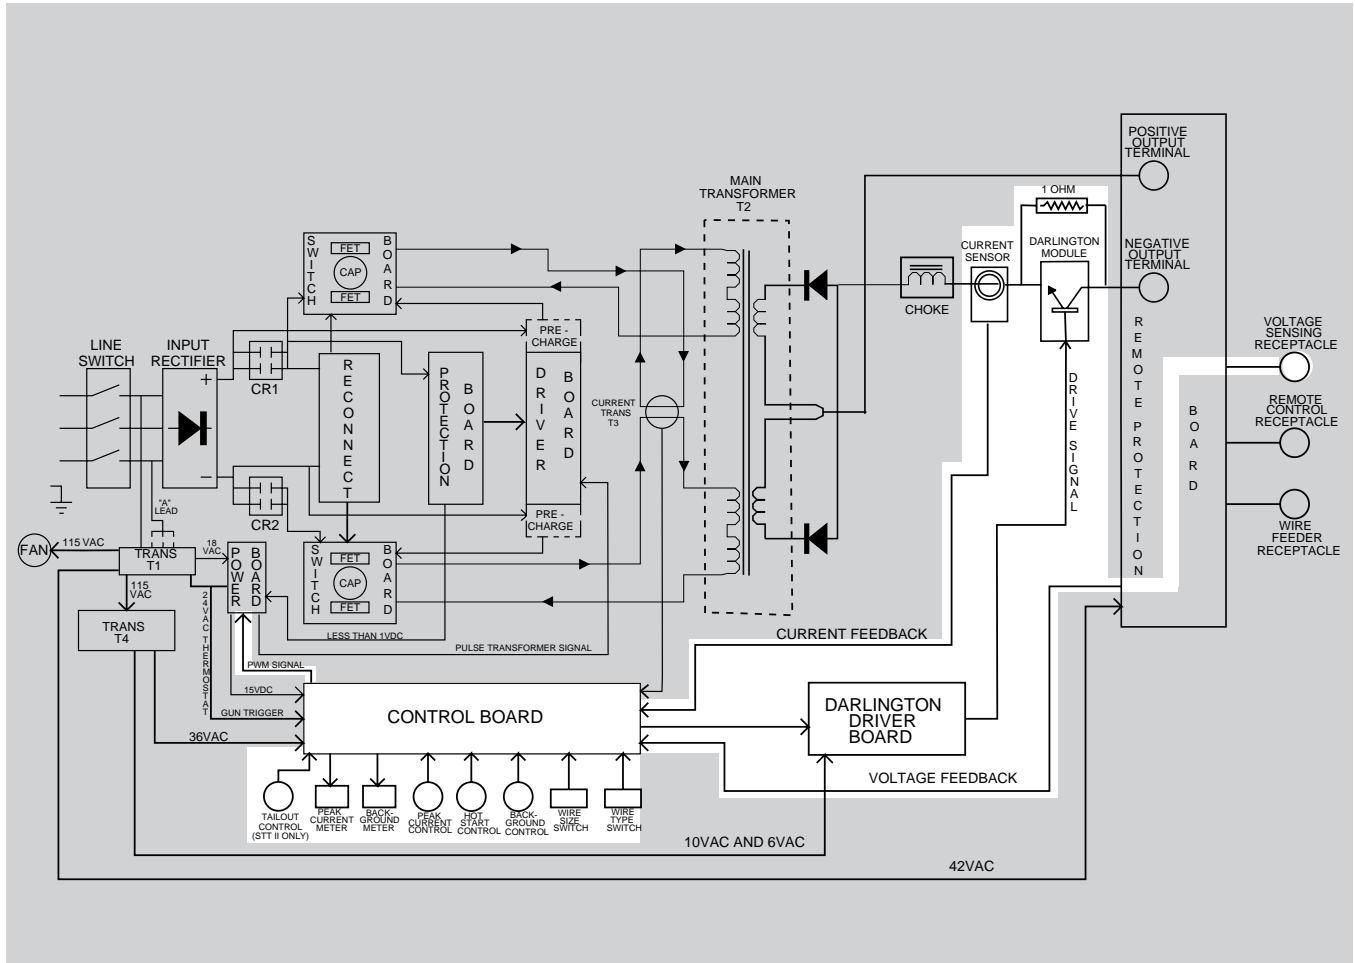 POSITIVE
OUTPUT
TERMINAL
MAIN
TRANSFORMER
T2
1 OHM
SWITCH
BOARD
FET
CAP
FET
CURRENT
SENSOR
DARLINGTON
MODULE
NEGATIVE
OUTPUT
TERMINAL
CHOKE
LINE
SWITCH
INPUT
RECTIFIER
+
−
CR1
CR2
RECONNECT
PROTECTION
BOARD
PRE -
CHARGE
DRIVER
BOARD
PRE -
CHARGE
CURRENT
TRANS
T3
DRIVE SIGNAL
REMOTE PROTECTION
BOARD
VOLTAGE
SENSING
RECEPTACLE
REMOTE
CONTROL
RECEPTACLE
WIRE
FEEDER
RECEPTACLE
"A"
LEAD
FAN
115 VAC
TRANS
T1
18
VAC
POWER
BOARD
SWITCH
BOARD
FET
CAP
FET
115
VAC
TRANS
T4
24VAC THERMOSTAT
LESS THAN 1VDC
PULSE TRANSFORMER SIGNAL
CURRENT FEEDBACK
PWM SIGNAL
15VDC
GUN TRIGGER
36VAC
CONTROL BOARD
DARLINGTON
DRIVER
BOARD
VOLTAGE FEEDBACK
TAILOUT
CONTROL
(STT II ONLY)
PEAK
CURRENT
METER
BACK-
GROUND
METER
PEAK
CURRENT
CONTROL
HOT
START
CONTROL
BACK-
GROUND
CONTROL
WIRE
SIZE
SWITCH
WIRE
TYPE
SWITCH
10VAC AND 6VAC
42VAC